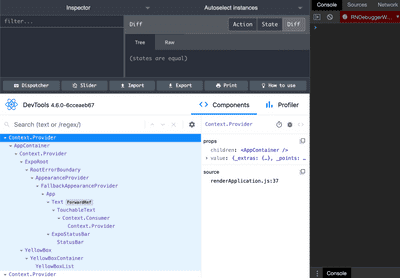 Inspector
Autoselect instances
filter...
Diff
Action
State
Diff
Tree
Raw
(states are equal)
Dispatcher
Slider
Import
Export
Print
How to use
DevTools 4.6.0-6cceaeb67
Components
Profiler
Search (text or /regex/)
Context.Provider
Context.Provider
AppContainer
Context.Provider
ExpoRoot
RootErrorBoundary
AppearanceProvider
FallbackAppearanceProvider
App
Text ForwardRef
TouchableText
Context.Consumer
Context.Provider
ExpoStatusBar
StatusBar
YellowBox
YellowBoxContainer
YellowBoxList
Context.Provider
props
children: <AppContainer />
value: {_extras: {…}, _points: …
source
renderApplication.js:37
Console
Sources
Network
RNDebuggerW...
Console